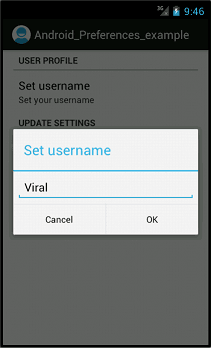 3G 9:46
Android_Preferences_example
USER PROFILE
Set username
Set your username
UPDATE SETTINGS
Set username
Viral
Cancel OK